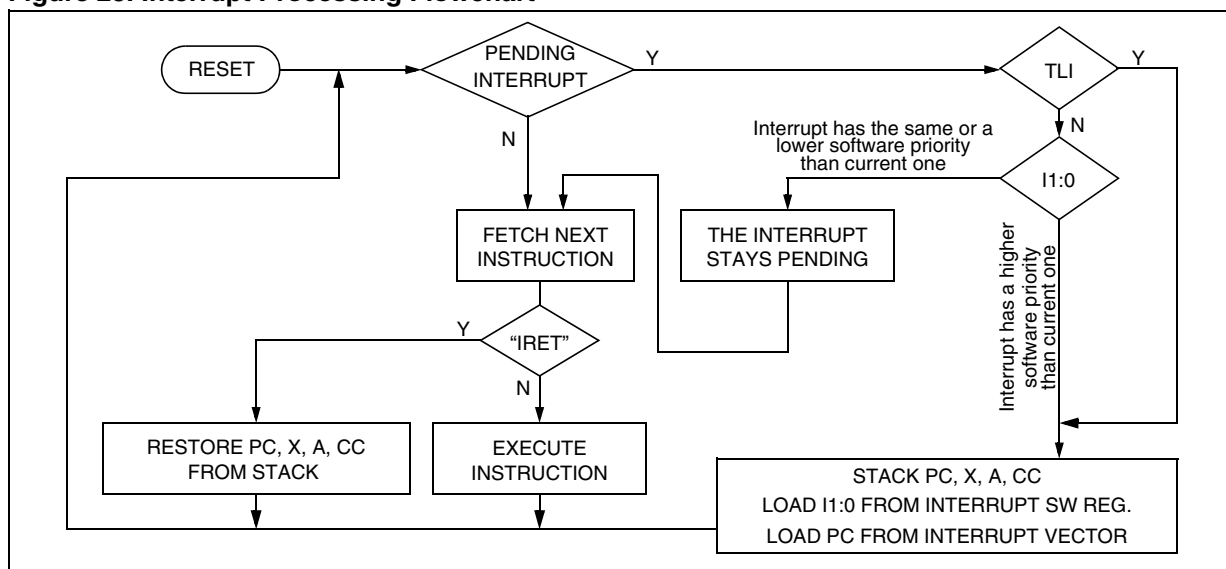 Interrupt Processing Flowchart
RESET
PENDING
INTERRUPT
Y
TLI
Y
N
N
Interrupt has the same or a
lower software priority
than current one
I1:0
FETCH NEXT
INSTRUCTION
THE INTERRUPT
STAYS PENDING
Interrupt has a higher
software priority
than current one
Y
“IRET”
N
RESTORE PC, X, A, CC
FROM STACK
EXECUTE
INSTRUCTION
STACK PC, X, A, CC
LOAD I1:0 FROM INTERRUPT SW REG.
LOAD PC FROM INTERRUPT VECTOR